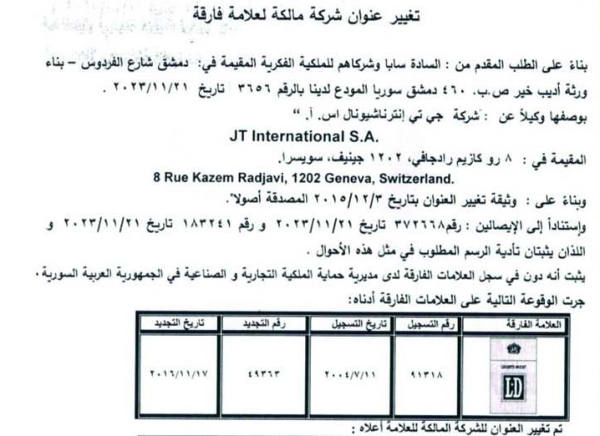 تغيير عنوان شركة مالكة لعلامة فارقة
بناءً على الطلب المقدم من : السادة سابا وشركاهم للملكية الفكرية المقيمة في: دمشق شارع الفردوس - بناء
ورثة أديب خير ص.ب. ٤٦٠ دمشق سوريا المودع لدينا بالرقم ٣٦٥٦ تاريخ ٢٠٢٣/١١/٢١ .
بوصفها وكيلاً عن : شركة جي تي إنترناشيونال اس. آ. "
JT International S.A.
المقيمة في : ٨ رو كازيم رادجافي، ١٢٠٢ جينيف، سويسرا.
8 Rue Kazem Radjavi, 1202 Geneva, Switzerland.
وبناءً على : وثيقة تغيير العنوان بتاريخ ٢٠١٥/١٢/٣ المصدقة أصولاً.
وإستناداً إلى الإيصالين : رقم ٣٧٢٦٦٨ تاريخ ٢٠٢٣/١١/٢١ و رقم ١٨٣٢٤١ تاريخ ٢٠٢٣/١١/٢١ و
اللذان يثبتان تأدية الرسم المطلوب في مثل هذه الأحوال .
يثبت أنه دون في سجل العلامات الفارقة لدى مديرية حماية الملكية التجارية و الصناعية في الجمهورية العربية السورية،
جرت الوقوعة التالية على العلامات الفارقة أدناه:
العلامة الفارقة رقم التسجيل تاريخ التسجيل رقم التجديد تاريخ التجديد
LD ٩١٣١٨ ٢٠٠٤/٧/١١ ٤٩٣٦٣ ٢٠١٦/١١/١٧
تم تغيير العنوان للشركة المالكة للعلامة أعلاه :